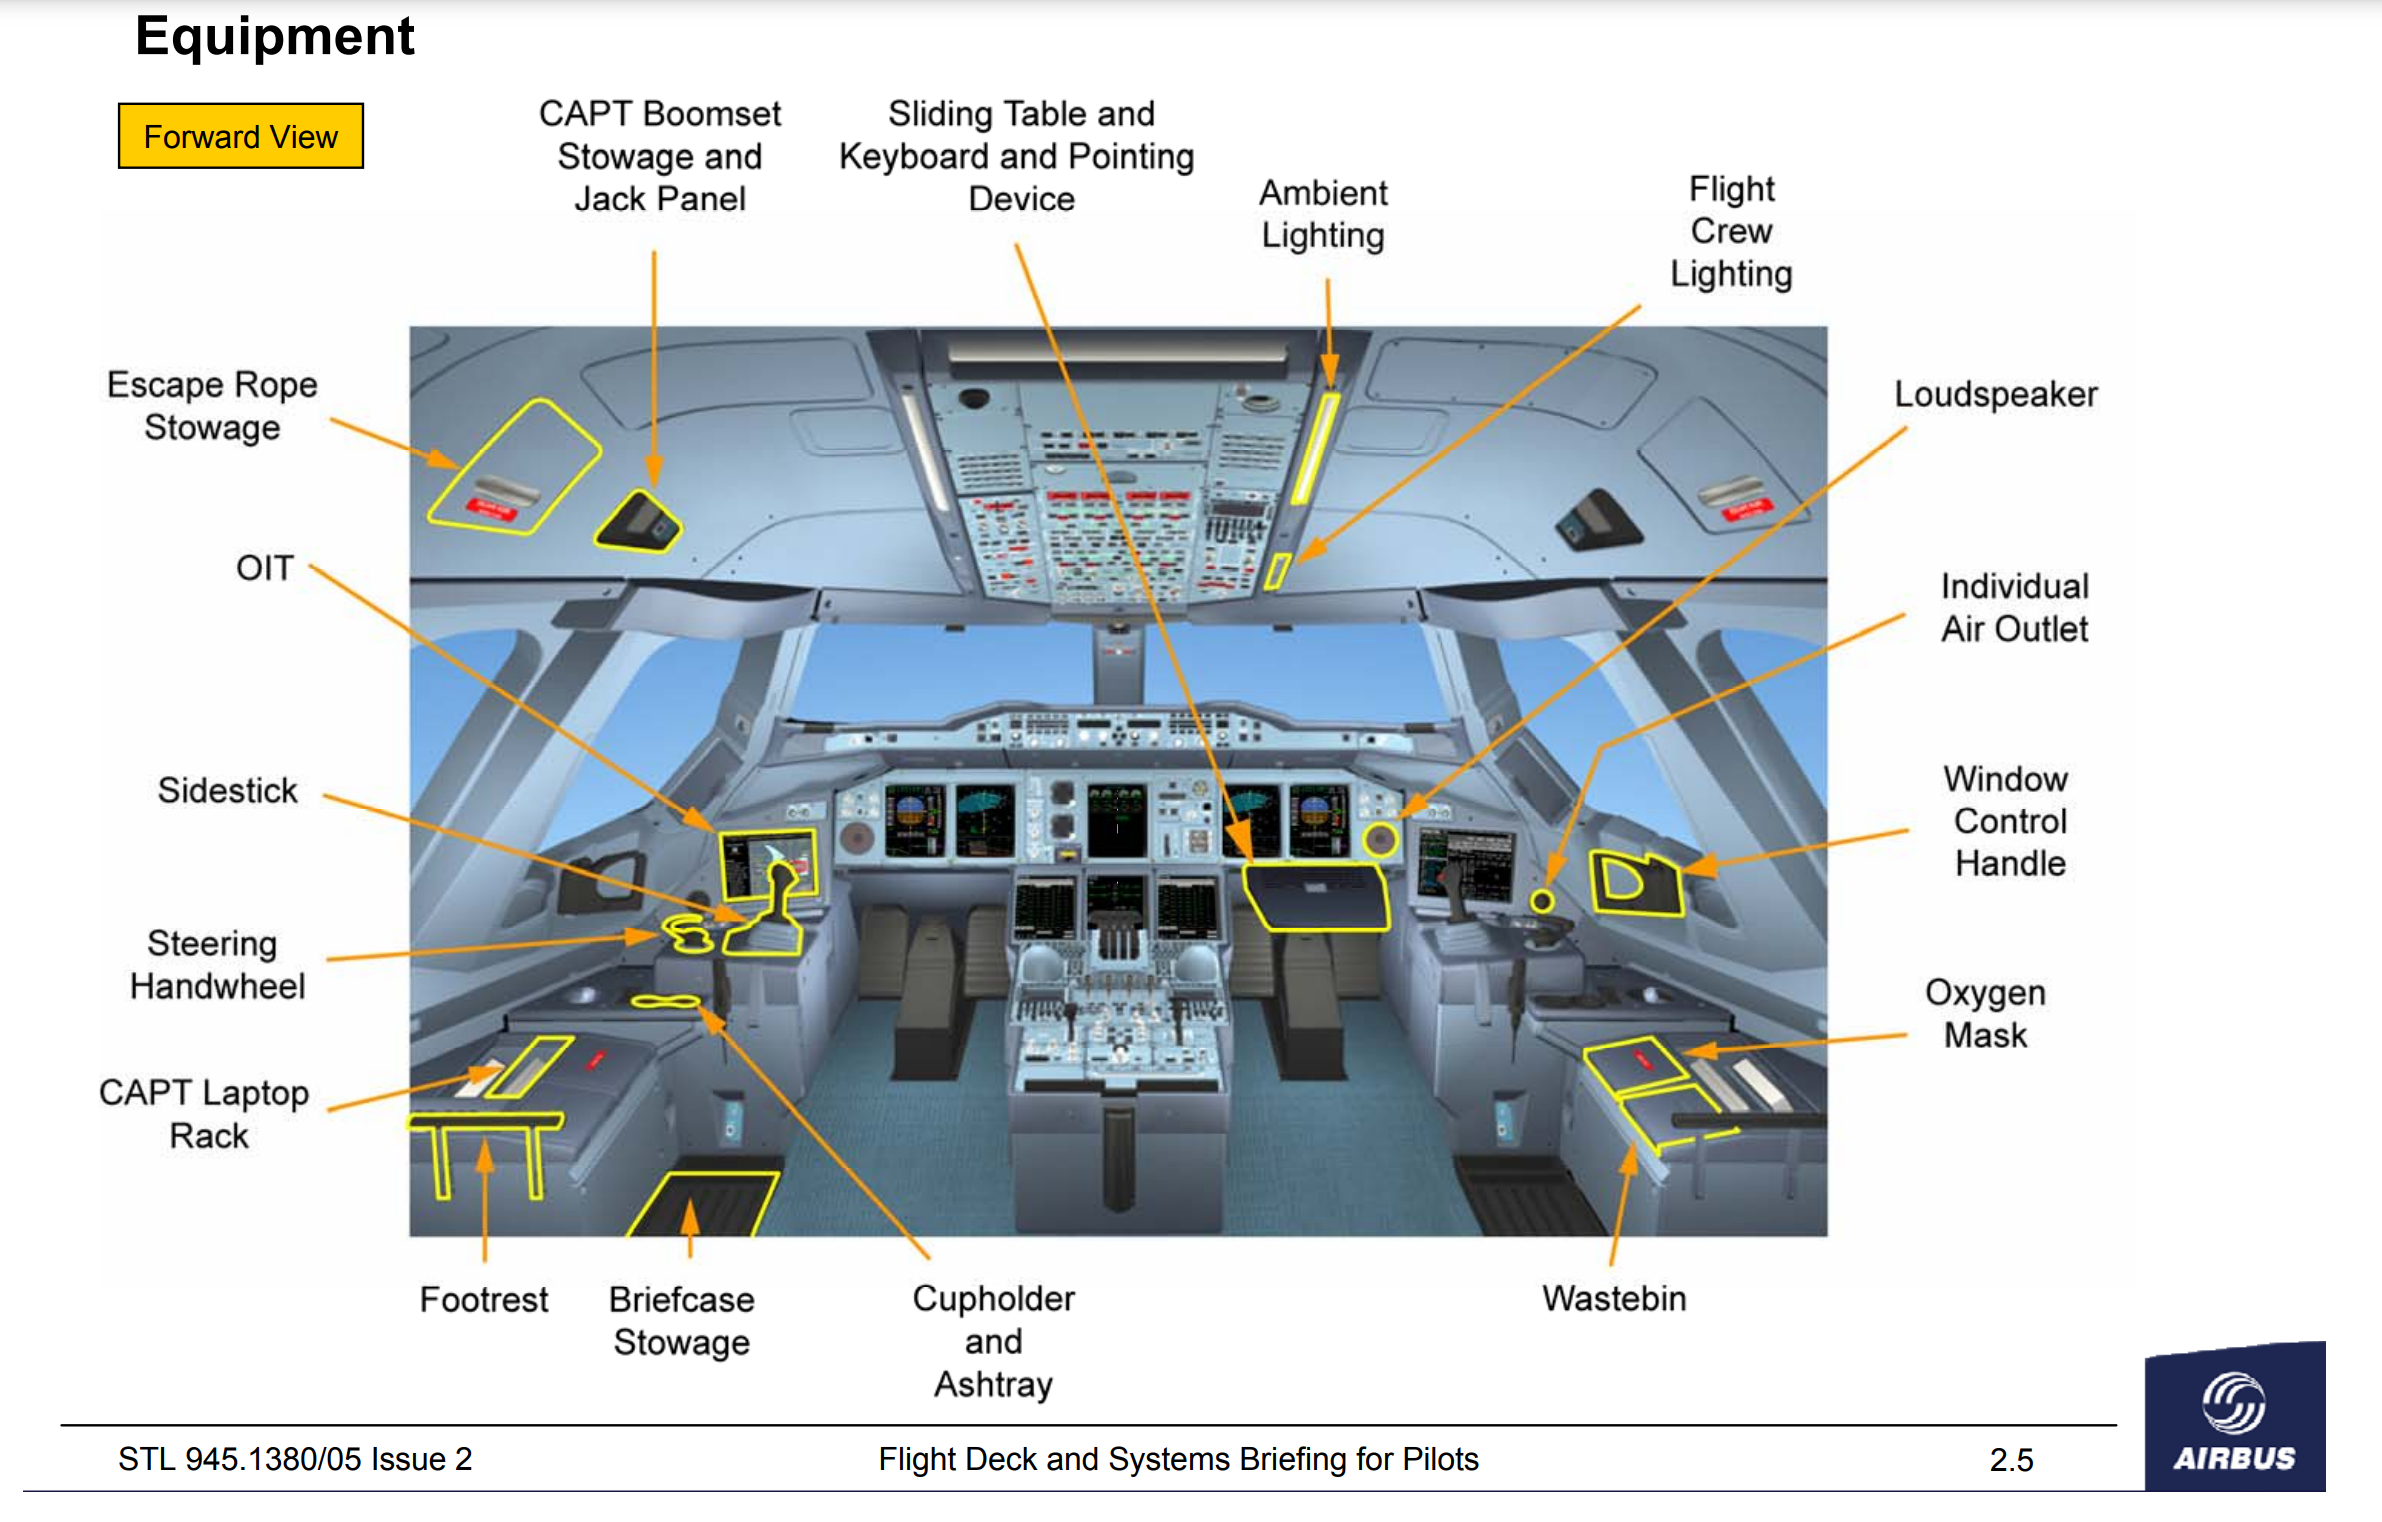 Equipment
Forward View
CAPT Boomset
Stowage and
Jack Panel
Sliding Table and
Keyboard and Pointing
Device
Ambient
Lighting
Flight
Crew
Lighting
Escape Rope
Stowage
Loudspeaker
OIT
Individual
Air Outlet
Sidestick
Window
Control
Handle
Steering
Handwheel
Oxygen
Mask
CAPT Laptop
Rack
Footrest
Briefcase
Stowage
Cupholder
and
Ashtray
Wastebin
STL 945.1380/05 Issue 2
Flight Deck and Systems Briefing for Pilots
2.5
AIRBUS